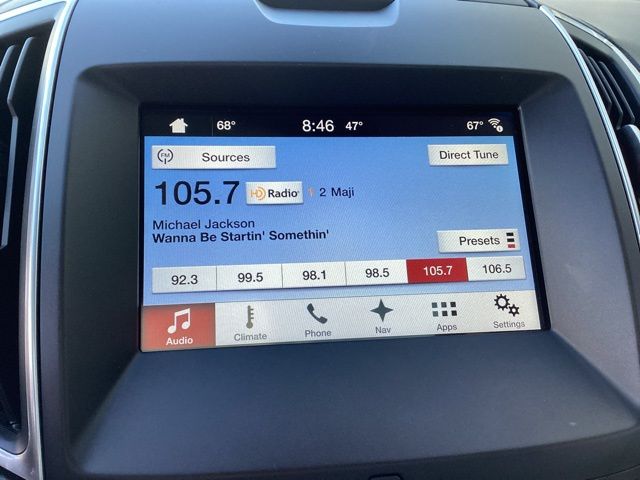 68° 8:46 47° 67°
FM Sources Direct Tune
105.7 HD Radio 1 2 Maji
Michael Jackson
Wanna Be Startin' Somethin'
Presets
92.3 99.5 98.1 98.5 105.7 106.5
Audio Climate Phone Nav Apps Settings